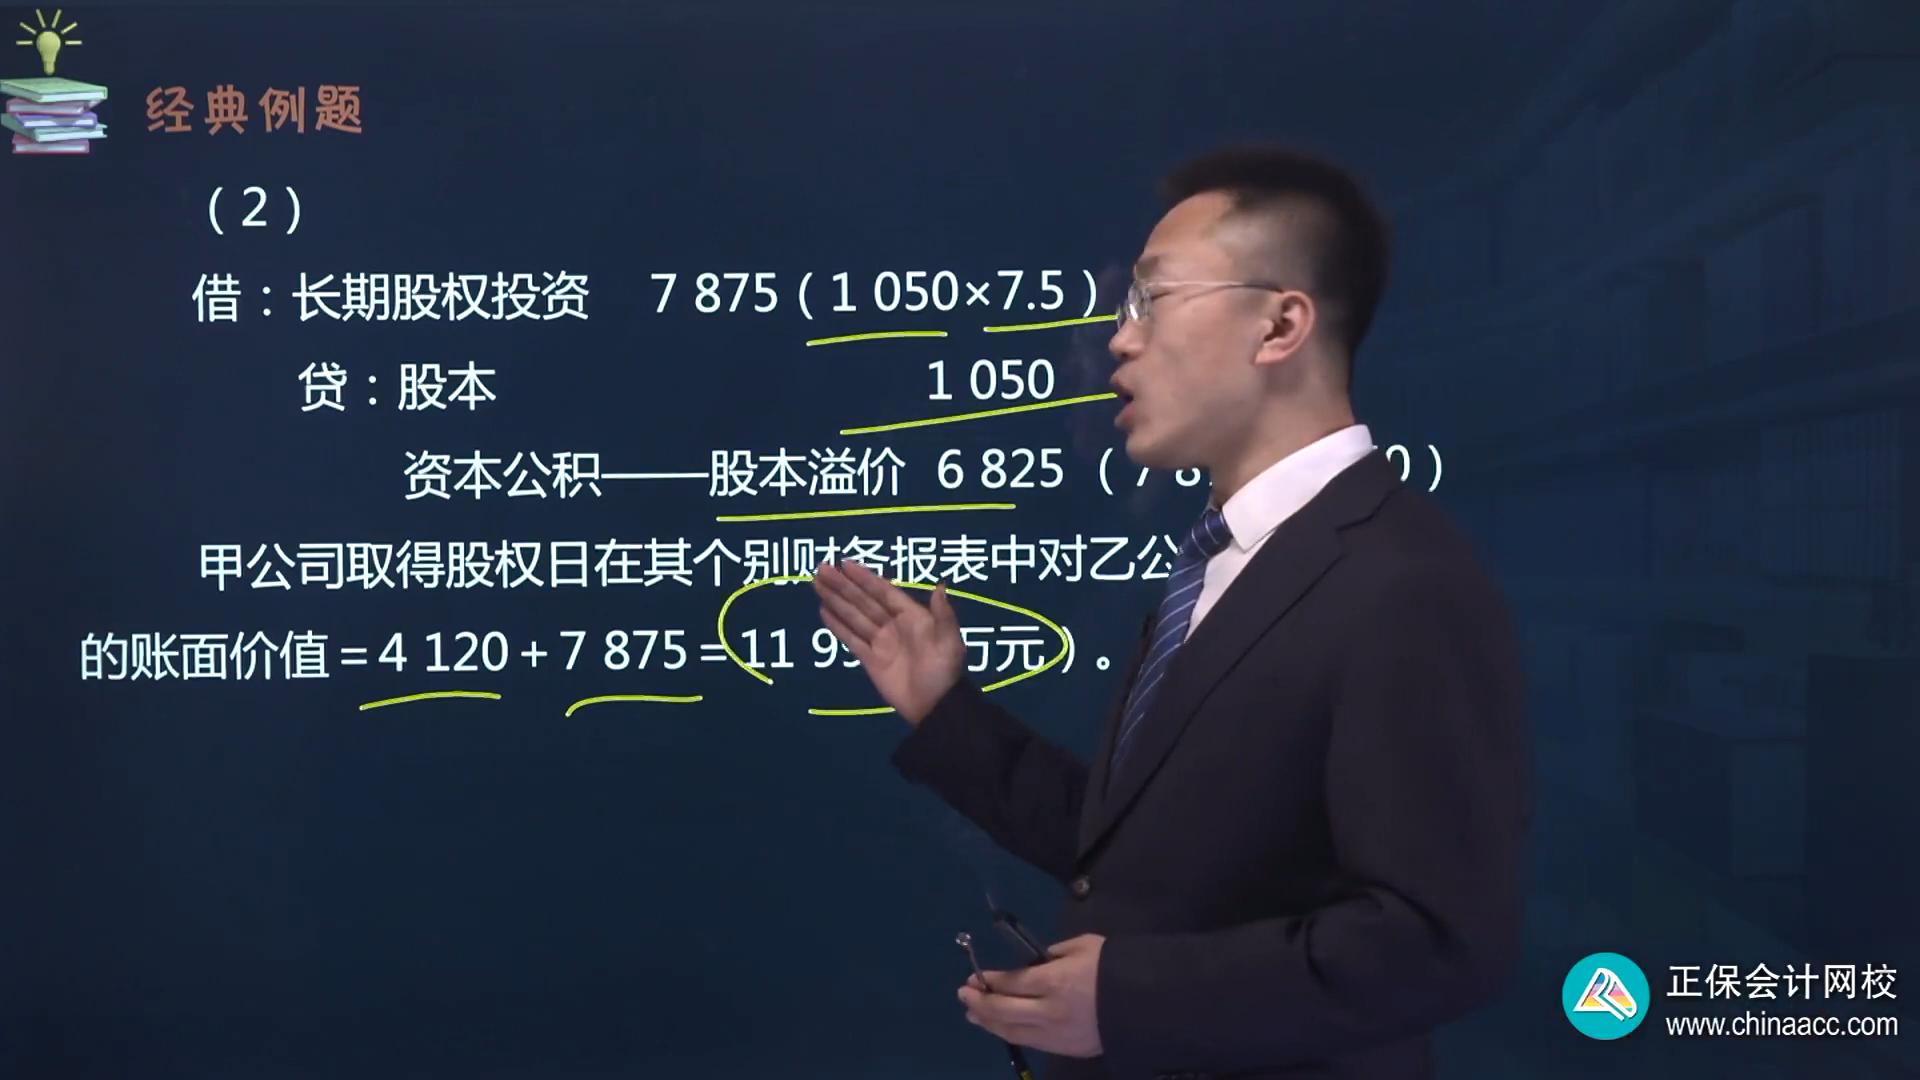 经典例题
（2）
借：长期股权投资 7 875（1 050×7.5）
贷：股本 1 050
资本公积——股本溢价 6 825（7 8 0）
甲公司取得股权日在其个别财务报表中对乙公
的账面价值＝4 120＋7 875＝11 9 万元）。
正保会计网校
www.chinaacc.com